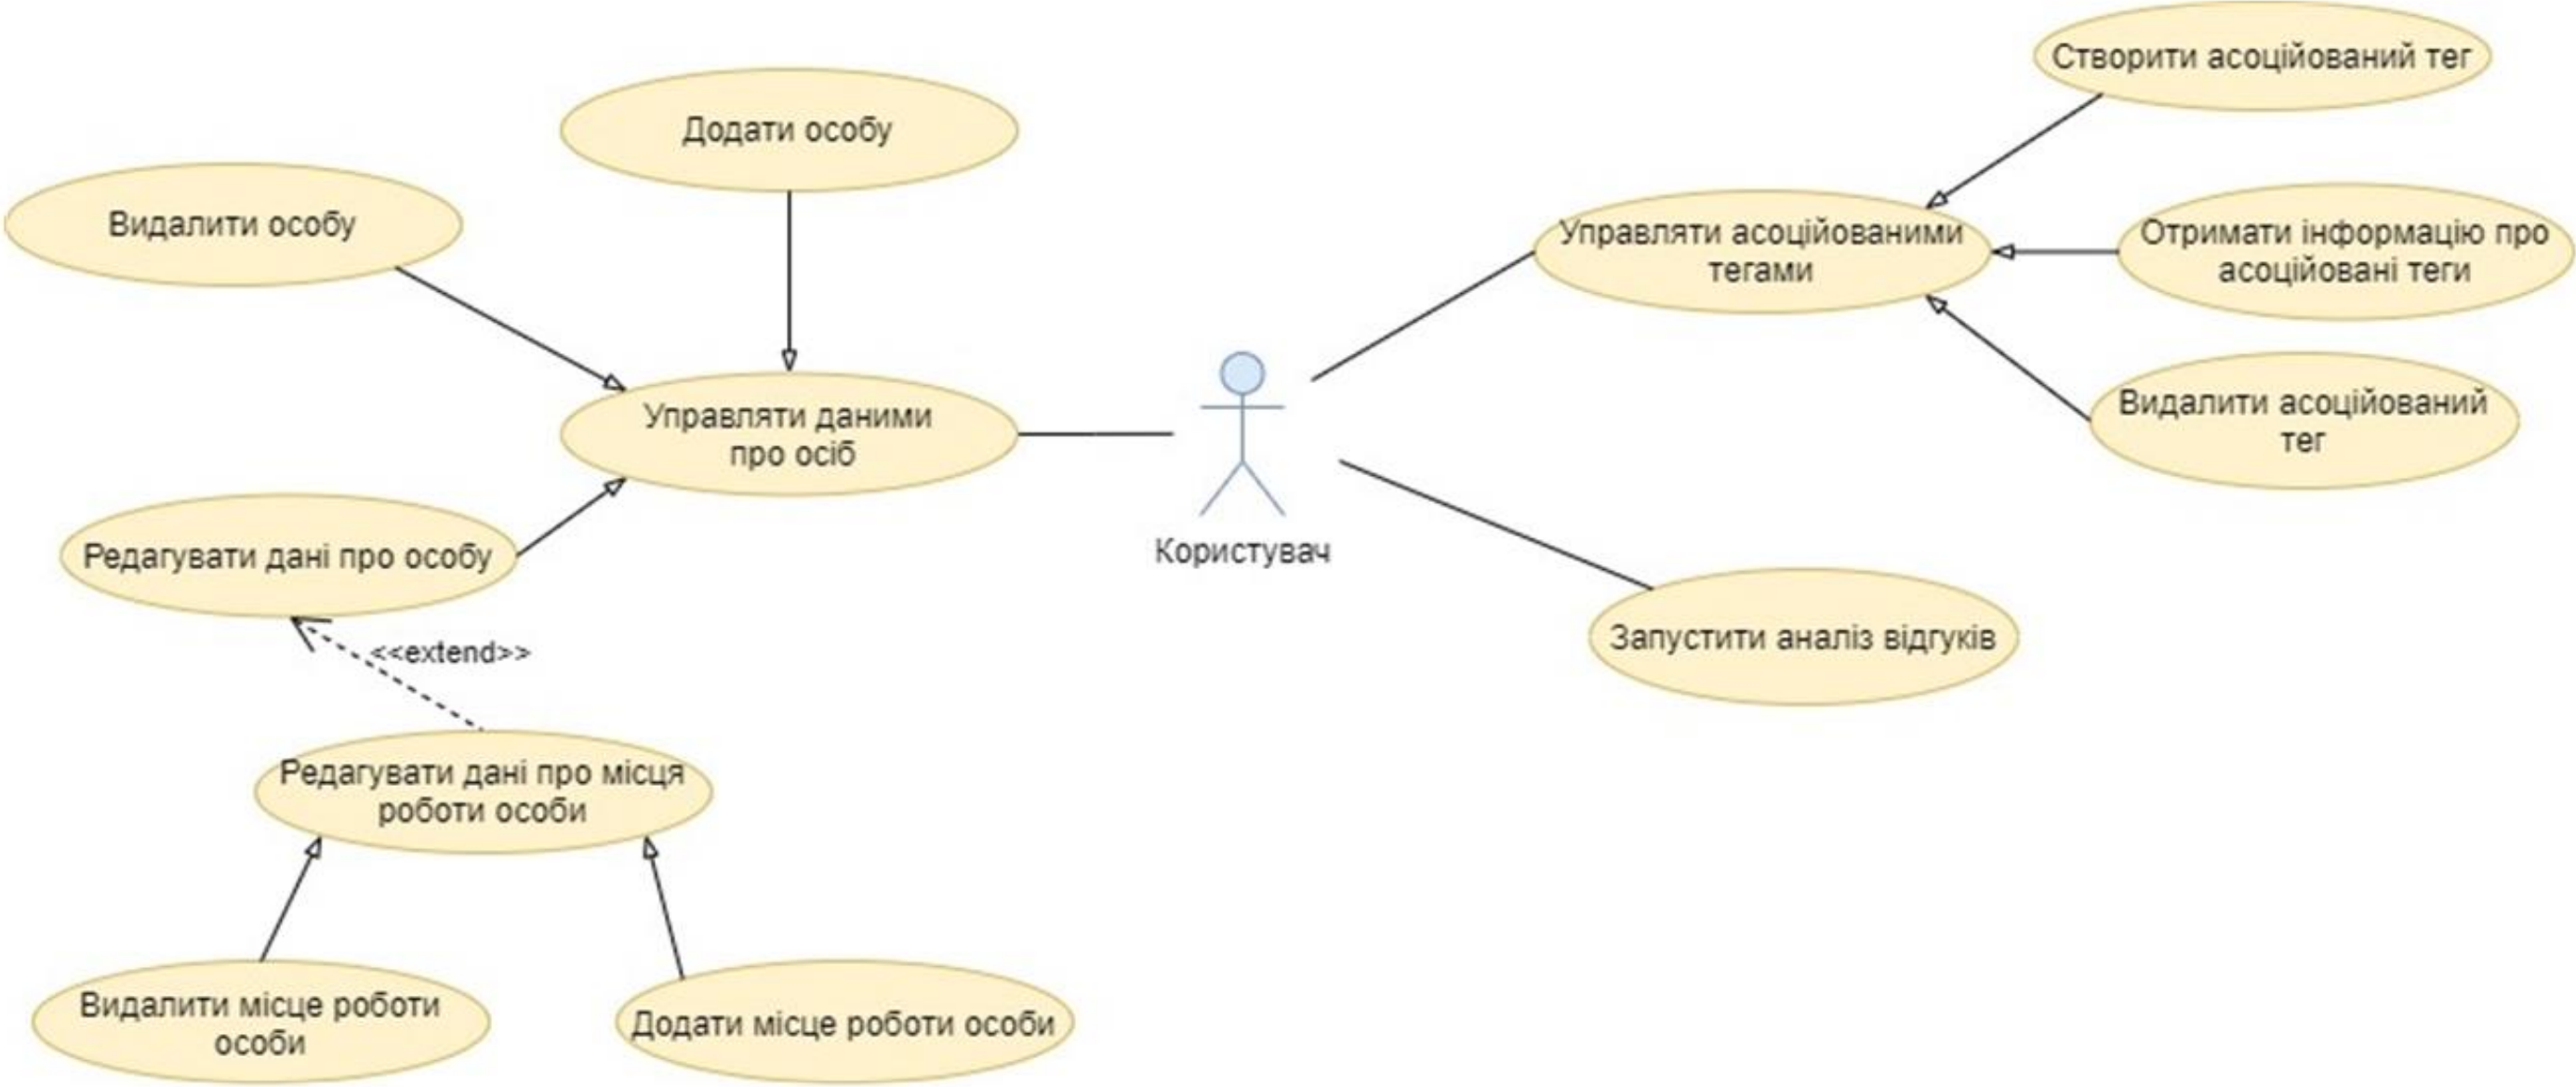 Створити асоційований тег
Додати особу
Видалити особу
Управляти асоційованими
тегами
Отримати інформацію про
асоційовані теги
Управляти даними
про осіб
Видалити асоційований
тег
Користувач
Редагувати дані про особу
<<extend>>
Запустити аналіз відгуків
Редагувати дані про місця
роботи особи
Видалити місце роботи
особи
Додати місце роботи особи